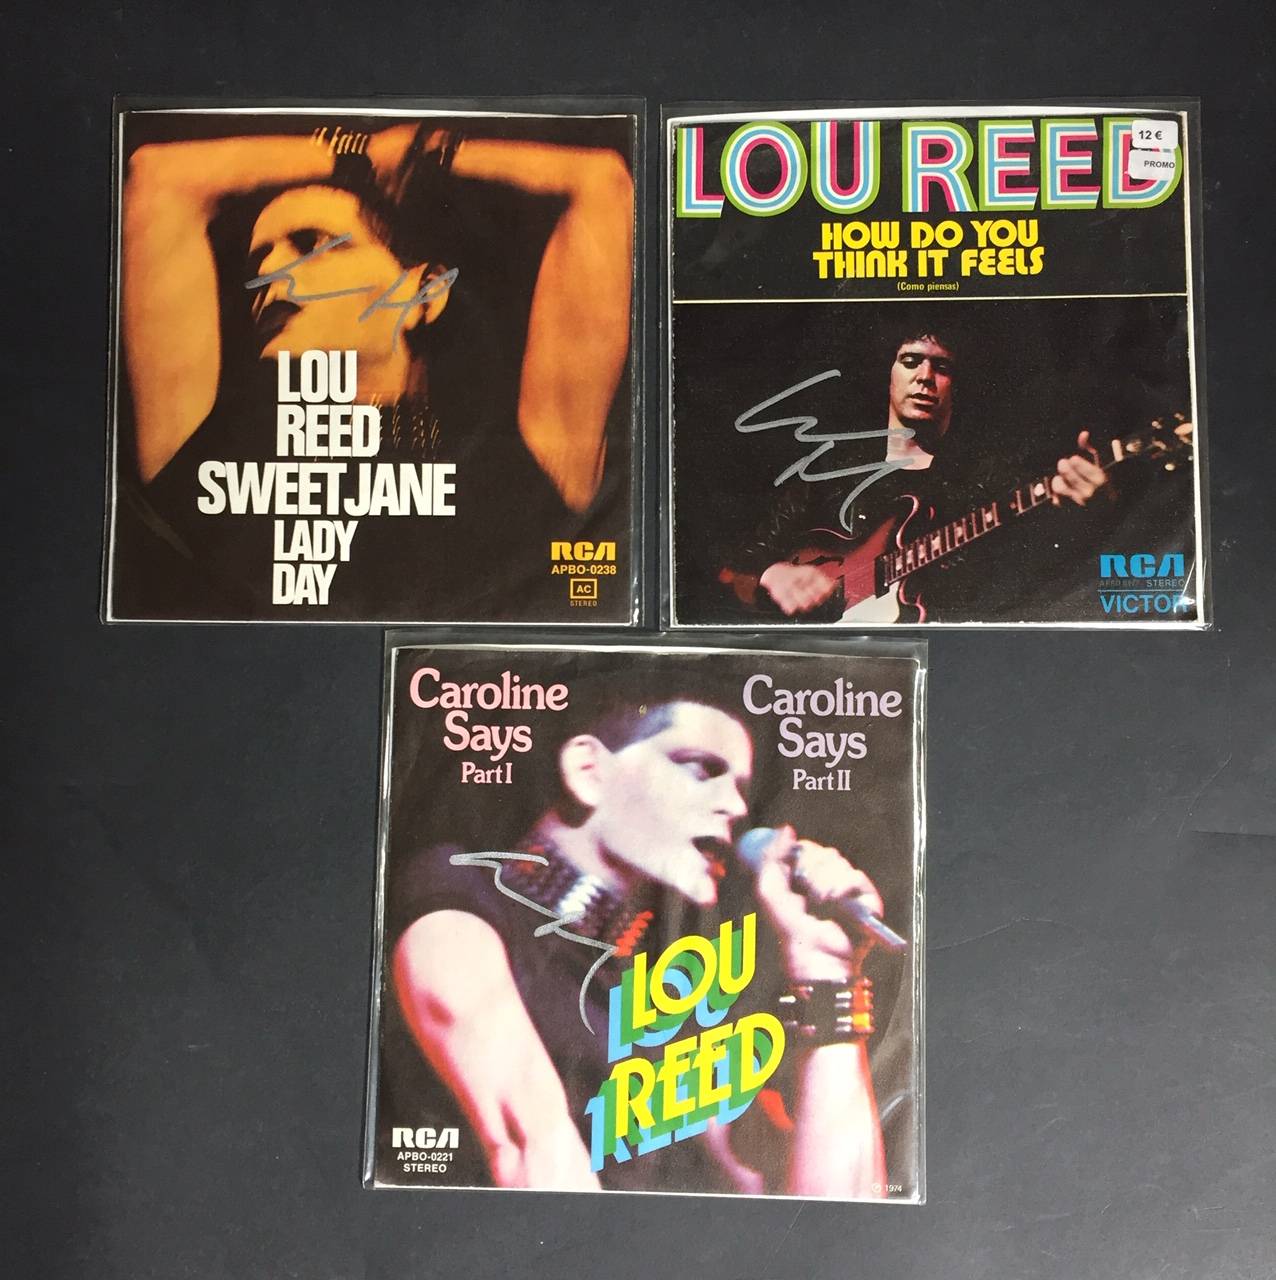 LOU
REED
SWEET JANE
LADY
DAY
RCA
APBO-0238
AC
STEREO
LOU REED
12 €
PROMO
HOW DO YOU
THINK IT FEELS
(Como piensas)
RCA
STEREO
VICTOR
Caroline
Says
Part I
Caroline
Says
Part II
LOU
REED
RCA
APBO-0221
STEREO
℗ 1974